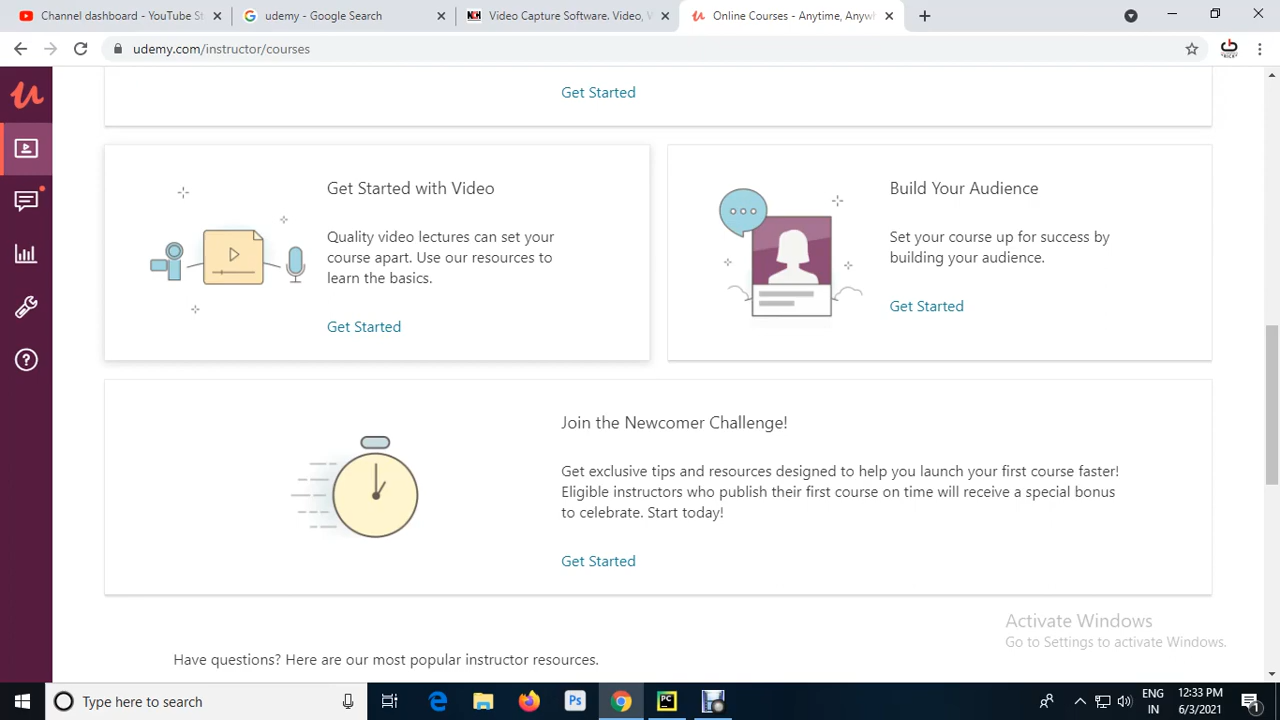 Channel dashboard - YouTube St
udemy - Google Search
Video Capture Software. Video, V
Online Courses - Anytime, Anywh
udemy.com/instructor/courses
Get Started
Get Started with Video
Quality video lectures can set your
course apart. Use our resources to
learn the basics.
Get Started
Build Your Audience
Set your course up for success by
building your audience.
Get Started
Join the Newcomer Challenge!
Get exclusive tips and resources designed to help you launch your first course faster!
Eligible instructors who publish their first course on time will receive a special bonus
to celebrate. Start today!
Get Started
Activate Windows
Go to Settings to activate Windows.
Have questions? Here are our most popular instructor resources.
Type here to search
Ps
PC
ENG
IN
12:33 PM
6/3/2021
1